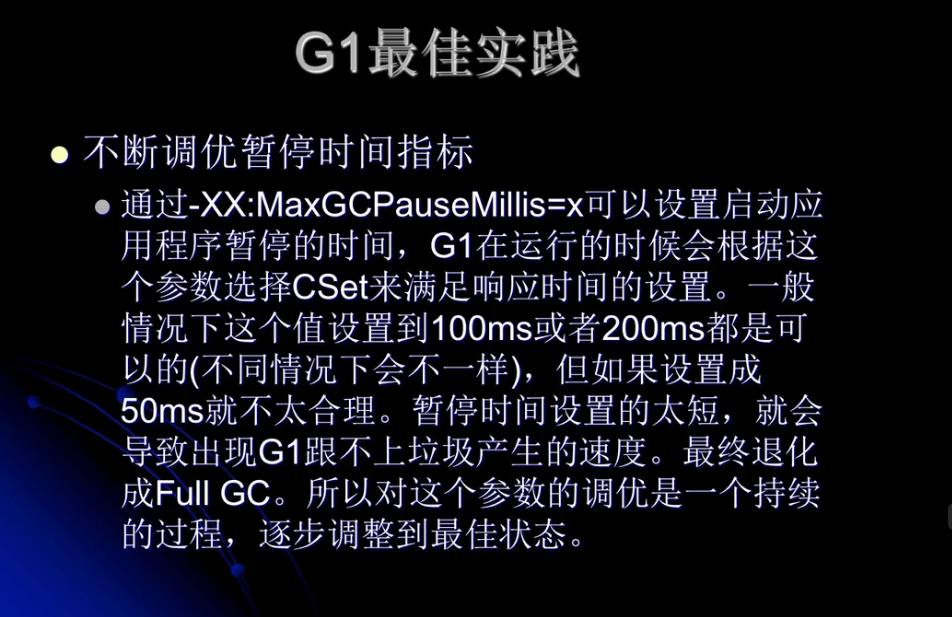 G1最佳实践
不断调优暂停时间指标
通过-XX:MaxGCPauseMillis=x可以设置启动应
用程序暂停的时间，G1在运行的时候会根据这
个参数选择CSet来满足响应时间的设置。一般
情况下这个值设置到100ms或者200ms都是可
以的(不同情况下会不一样)，但如果设置成
50ms就不太合理。暂停时间设置的太短，就会
导致出现G1跟不上垃圾产生的速度。最终退化
成Full GC。所以对这个参数的调优是一个持续
的过程，逐步调整到最佳状态。